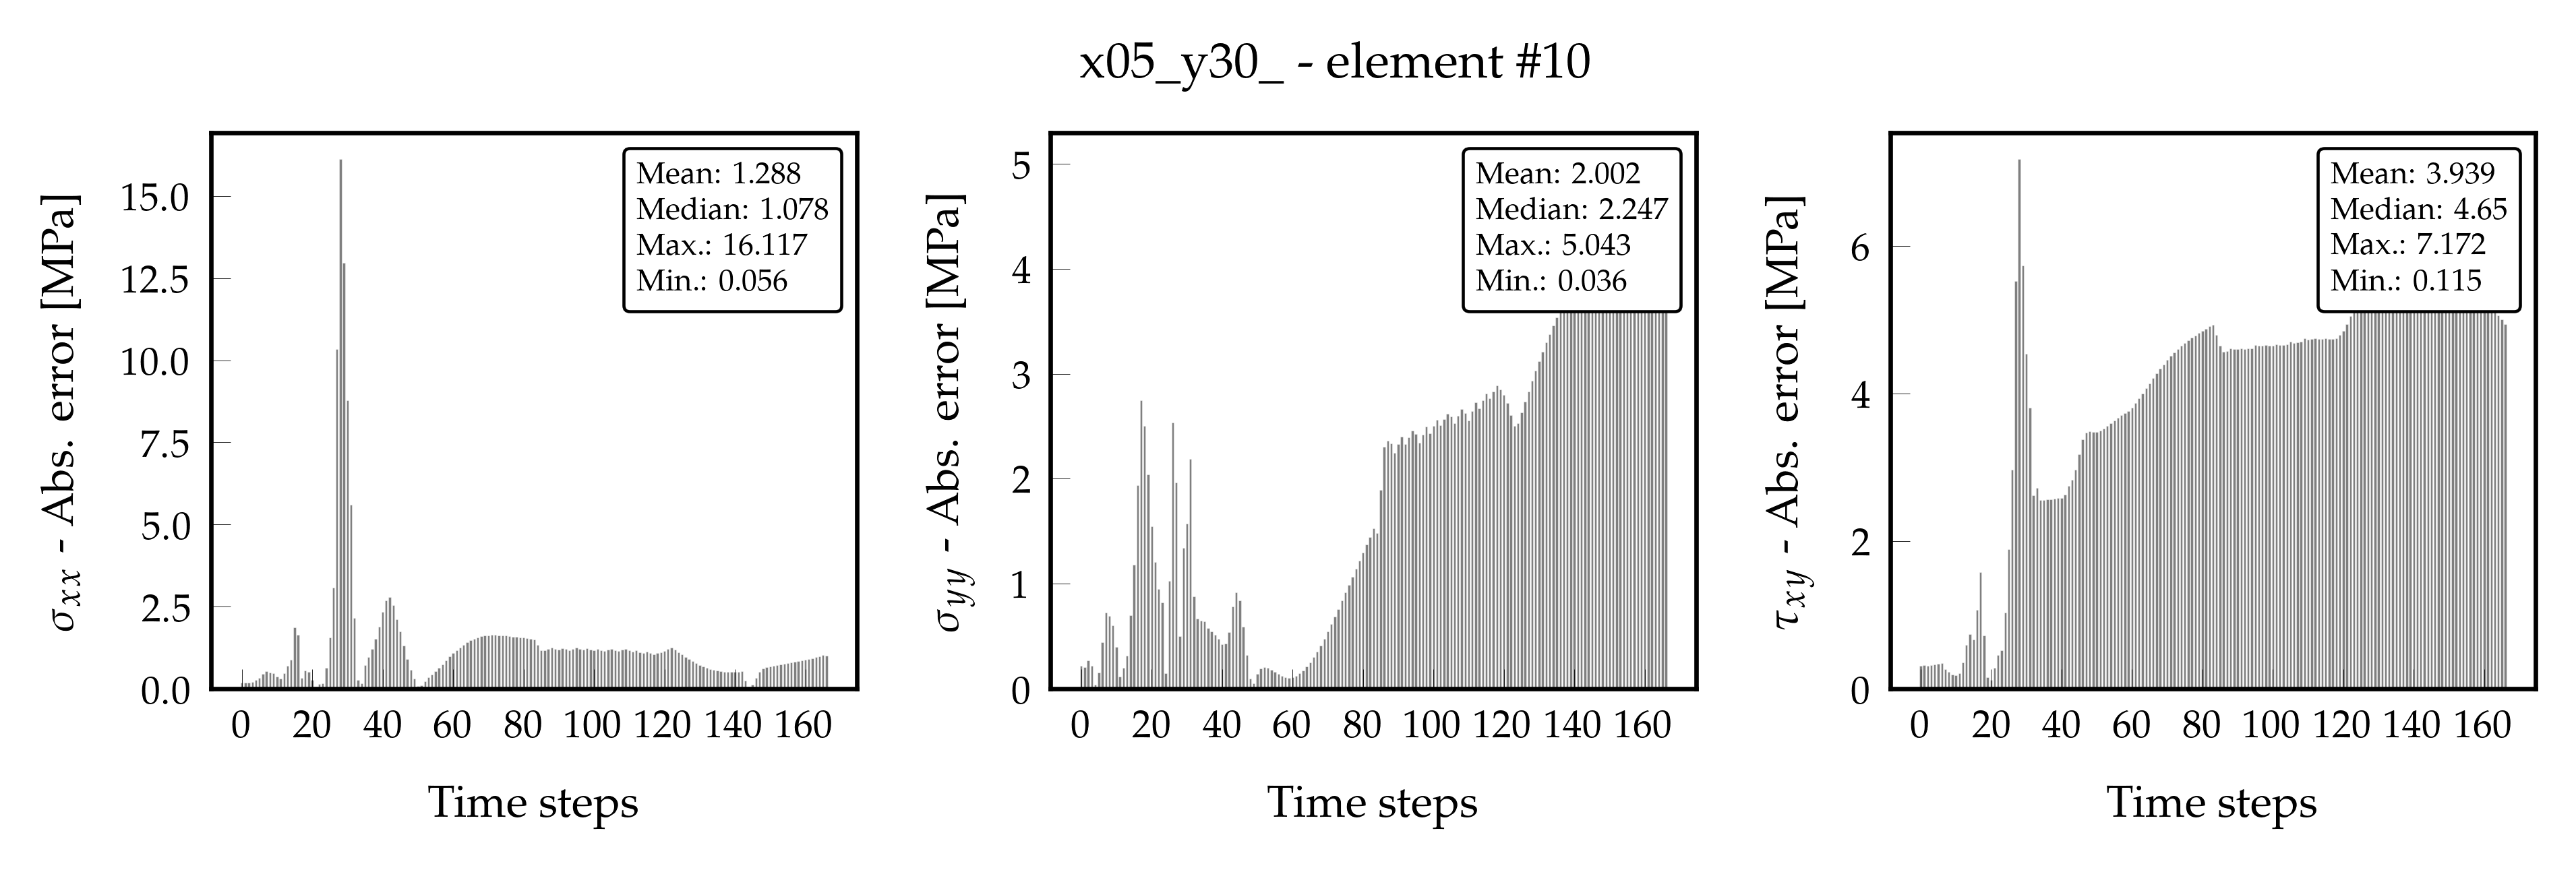 x05_y30_ - element #10
σxx - Abs. error [MPa]
15.0
12.5
10.0
7.5
5.0
2.5
0.0
0 20 40 60 80 100 120 140 160
Time steps
Mean: 1.288
Median: 1.078
Max.: 16.117
Min.: 0.056
σyy - Abs. error [MPa]
5
4
3
2
1
0
0 20 40 60 80 100 120 140 160
Time steps
Mean: 2.002
Median: 2.247
Max.: 5.043
Min.: 0.036
τxy - Abs. error [MPa]
6
4
2
0
0 20 40 60 80 100 120 140 160
Time steps
Mean: 3.939
Median: 4.65
Max.: 7.172
Min.: 0.115